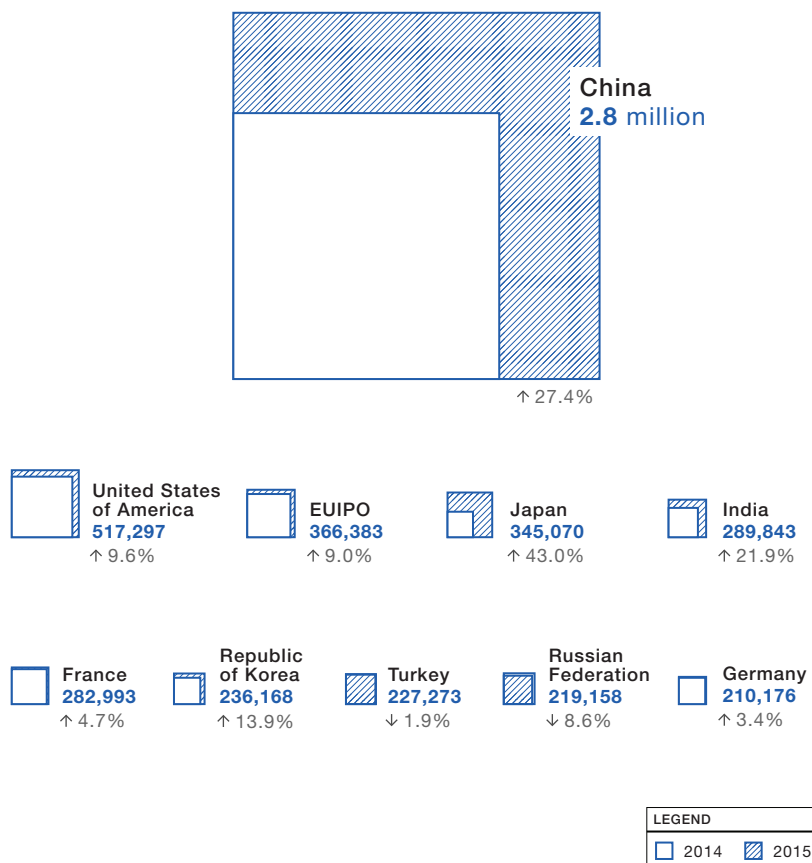 China
2.8 million
↑ 27.4%
United States
of America
517,297
↑ 9.6%
EUIPO
366,383
↑ 9.0%
Japan
345,070
↑ 43.0%
India
289,843
↑ 21.9%
France
282,993
↑ 4.7%
Republic
of Korea
236,168
↑ 13.9%
Turkey
227,273
↓ 1.9%
Russian
Federation
219,158
↓ 8.6%
Germany
210,176
↑ 3.4%
LEGEND
2014 2015